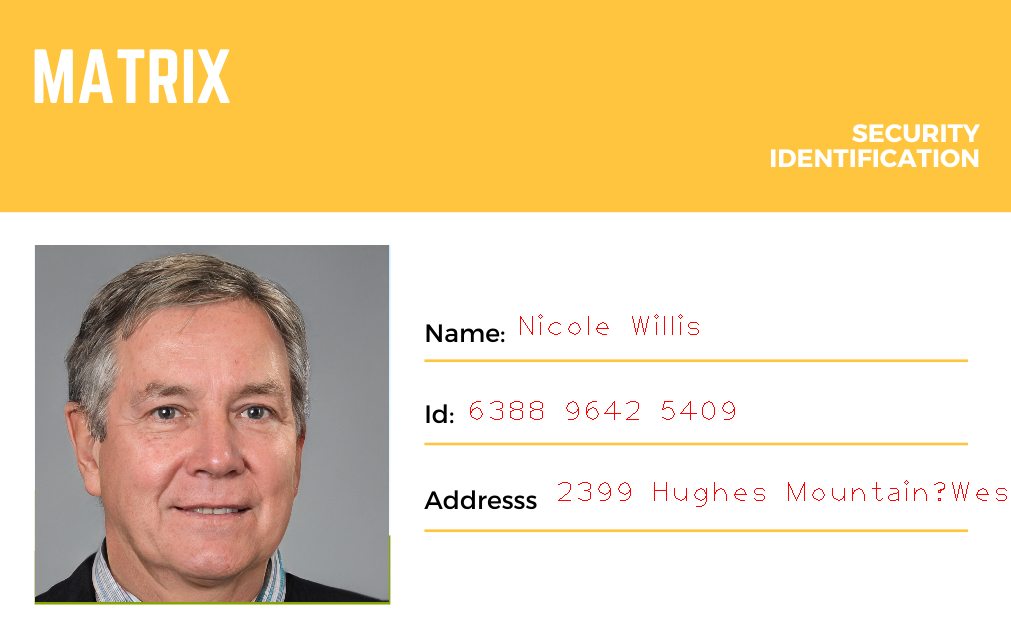 MATRIX
SECURITY
IDENTIFICATION
Name: Nicole Willis
Id: 6388 9642 5409
Addresss 2399 Hughes Mountain?Wes